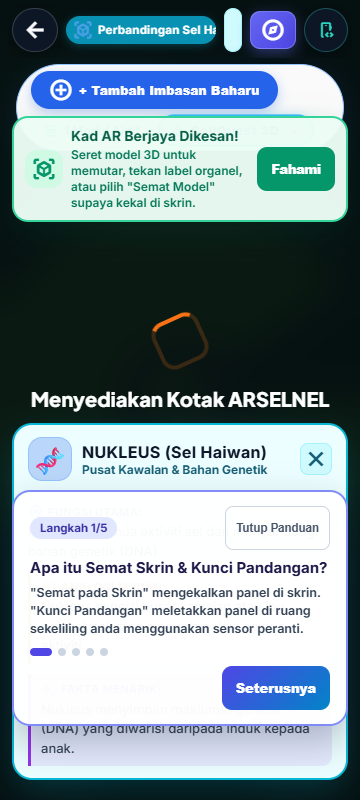 Perbandingan Sel Ha
+ Tambah Imbasan Baharu
Kad AR Berjaya Dikesan!
Seret model 3D untuk
memutar, tekan label organel,
atau pilih "Semat Model"
supaya kekal di skrin.
Fahami
Menyediakan Kotak ARSELNEL
NUKLEUS (Sel Haiwan)
Pusat Kawalan & Bahan Genetik
Langkah 1/5
Tutup Panduan
Apa itu Semat Skrin & Kunci Pandangan?
"Semat pada Skrin" mengekalkan panel di skrin.
"Kunci Pandangan" meletakkan panel di ruang
sekeliling anda menggunakan sensor peranti.
Seterusnya
(DNA) yang diwarisi daripada induk kepada
anak.